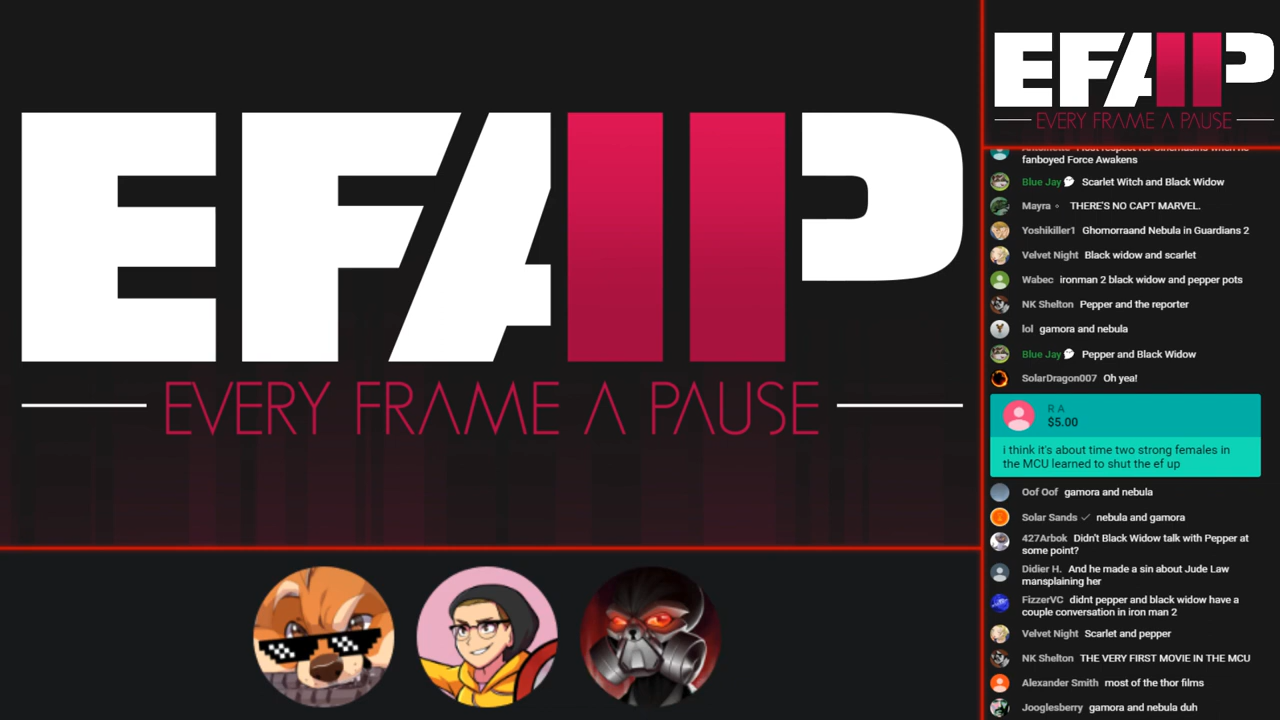 EFAP
EVERY FRAME A PAUSE
EFAP
EVERY FRAME A PAUSE
fanboyed Force Awakens
Blue Jay Scarlet Witch and Black Widow
Mayra THERE'S NO CAPT MARVEL.
Yoshikiller1 Ghomorraand Nebula in Guardians 2
Velvet Night Black widow and scarlet
Wabec ironman 2 black widow and pepper pots
NK Shelton Pepper and the reporter
lol gamora and nebula
Blue Jay Pepper and Black Widow
SolarDragon007 Oh yea!
R A
$5.00
i think it's about time two strong females in
the MCU learned to shut the ef up
Oof Oof gamora and nebula
Solar Sands nebula and gamora
427Arbok Didn't Black Widow talk with Pepper at
some point?
Didier H. And he made a sin about Jude Law
mansplaining her
FizzerVC didnt pepper and black widow have a
couple conversation in iron man 2
Velvet Night Scarlet and pepper
NK Shelton THE VERY FIRST MOVIE IN THE MCU
Alexander Smith most of the thor films
Jooglesberry gamora and nebula duh